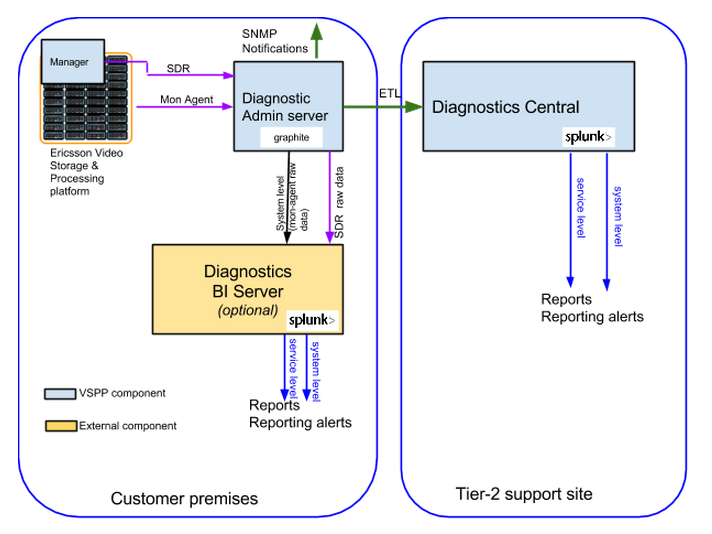 SNMP
Notifications
Manager
SDR
Mon Agent
Ericsson Video
Storage &
Processing
platform
Diagnostic
Admin server
graphite
ETL
Diagnostics Central
splunk>
System level
(mon-agent raw
data)
SDR raw data
service level
system level
Diagnostics
BI Server
(optional)
splunk>
Reports
Reporting alerts
service level
system level
Reports
Reporting alerts
VSPP component
External component
Customer premises
Tier-2 support site